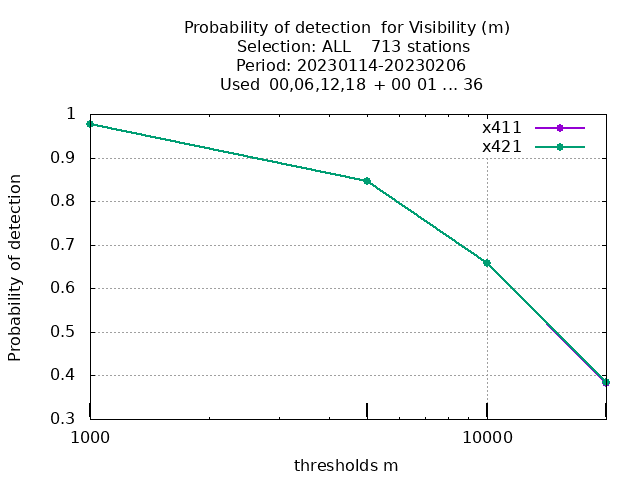 Probability of detection  for Visibility (m)
Selection: ALL    713 stations
Period: 20230114-20230206
Used  00,06,12,18  + 00 01 ... 36
x411
x421
1
0.9
0.8
0.7
0.6
0.5
0.4
0.3
Probability of detection
1000
10000
thresholds m